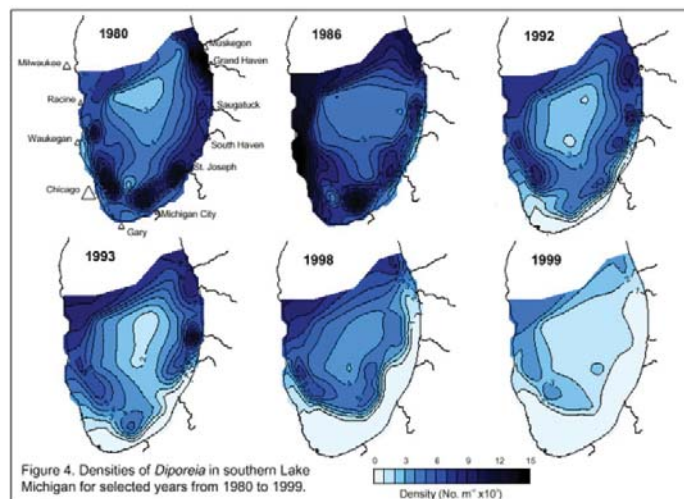 1980
1986
1992
Muskegon
Milwaukee
Grand Haven
Racine
Saugatuck
Waukegan
South Haven
St. Joseph
Chicago
Michigan City
Gary
1993
1998
1999
Figure 4. Densities of Diporeia in southern Lake
Michigan for selected years from 1980 to 1999.
0 3 6 9 12 15
Density (No. m⁻² x10³)